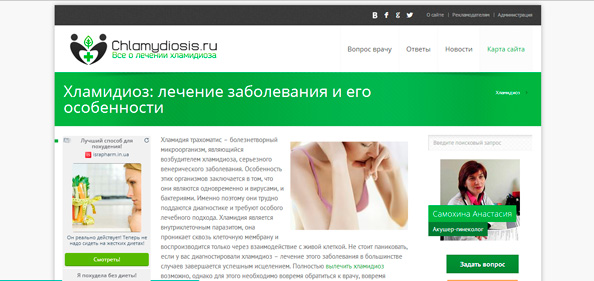 О сайте | Рекламодателям | Администрация
Chlamydiosis.ru
Все о лечении хламидиоза
Вопрос врачу Ответы Новости Карта сайта
Хламидиоз: лечение заболевания и его
особенности
Хламидиоз
Лучший способ для
похудения!
israpharm.in.ua
Он реально действует! Теперь не
надо сидеть на жестких диетах!
Смотреть!
Я похудела без диеты!
Хламидия трахоматис – болезнетворный
микроорганизм, являющийся
возбудителем хламидиоза, серьезного
венерического заболевания. Особенность
этих организмов заключается в том, что
они являются одновременно и вирусами, и
бактериями. Именно поэтому они трудно
поддаются диагностике и требуют особого
лечебного подхода. Хламидия является
внутриклеточным паразитом, она
проникает сквозь клеточную мембрану и
воспроизводится только через взаимодействие с живой клеткой. Не стоит паниковать,
если у вас диагностировали хламидиоз – лечение этого заболевания в большинстве
случаев завершается успешным исцелением. Полностью вылечить хламидиоз
возможно, однако для этого необходимо вовремя обратиться к врачу, вовремя
Введите поисковый запрос
Самохина Анастасия
Акушер-гинеколог
Задать вопрос